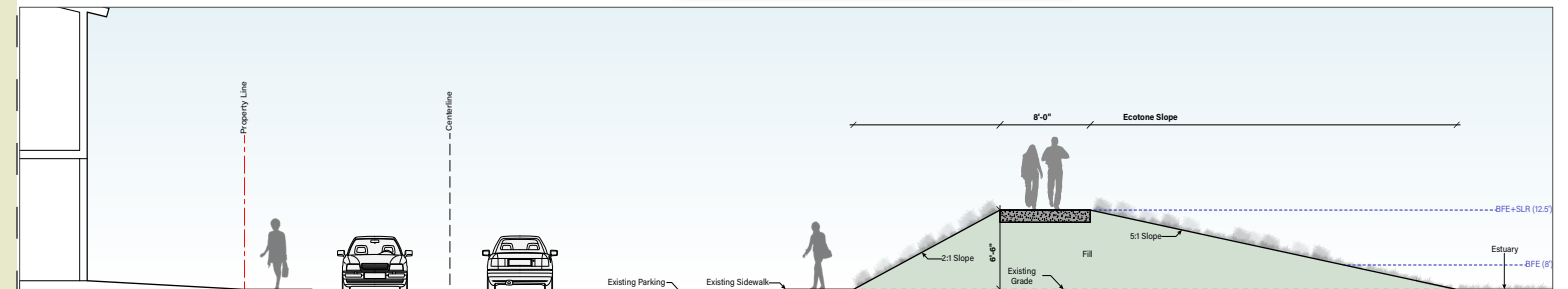 Property Line
Centerline
8'-0"
Ecotone Slope
BFE+SLR (12.5')
5:1 Slope
Estuary
6'-6"
Fill
2:1 Slope
BFE (8')
Existing
Grade
Existing Parking
Existing Sidewalk